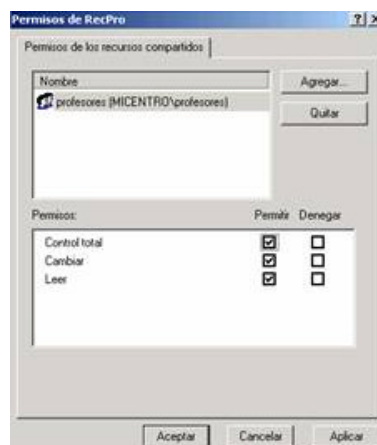 Permisos de RecPro
Permisos de los recursos compartidos
Nombre
profesores (MICENTRO\profesores)
Agregar...
Quitar
Permisos: Permitir Denegar
Control total
Cambiar
Leer
Aceptar Cancelar Aplicar